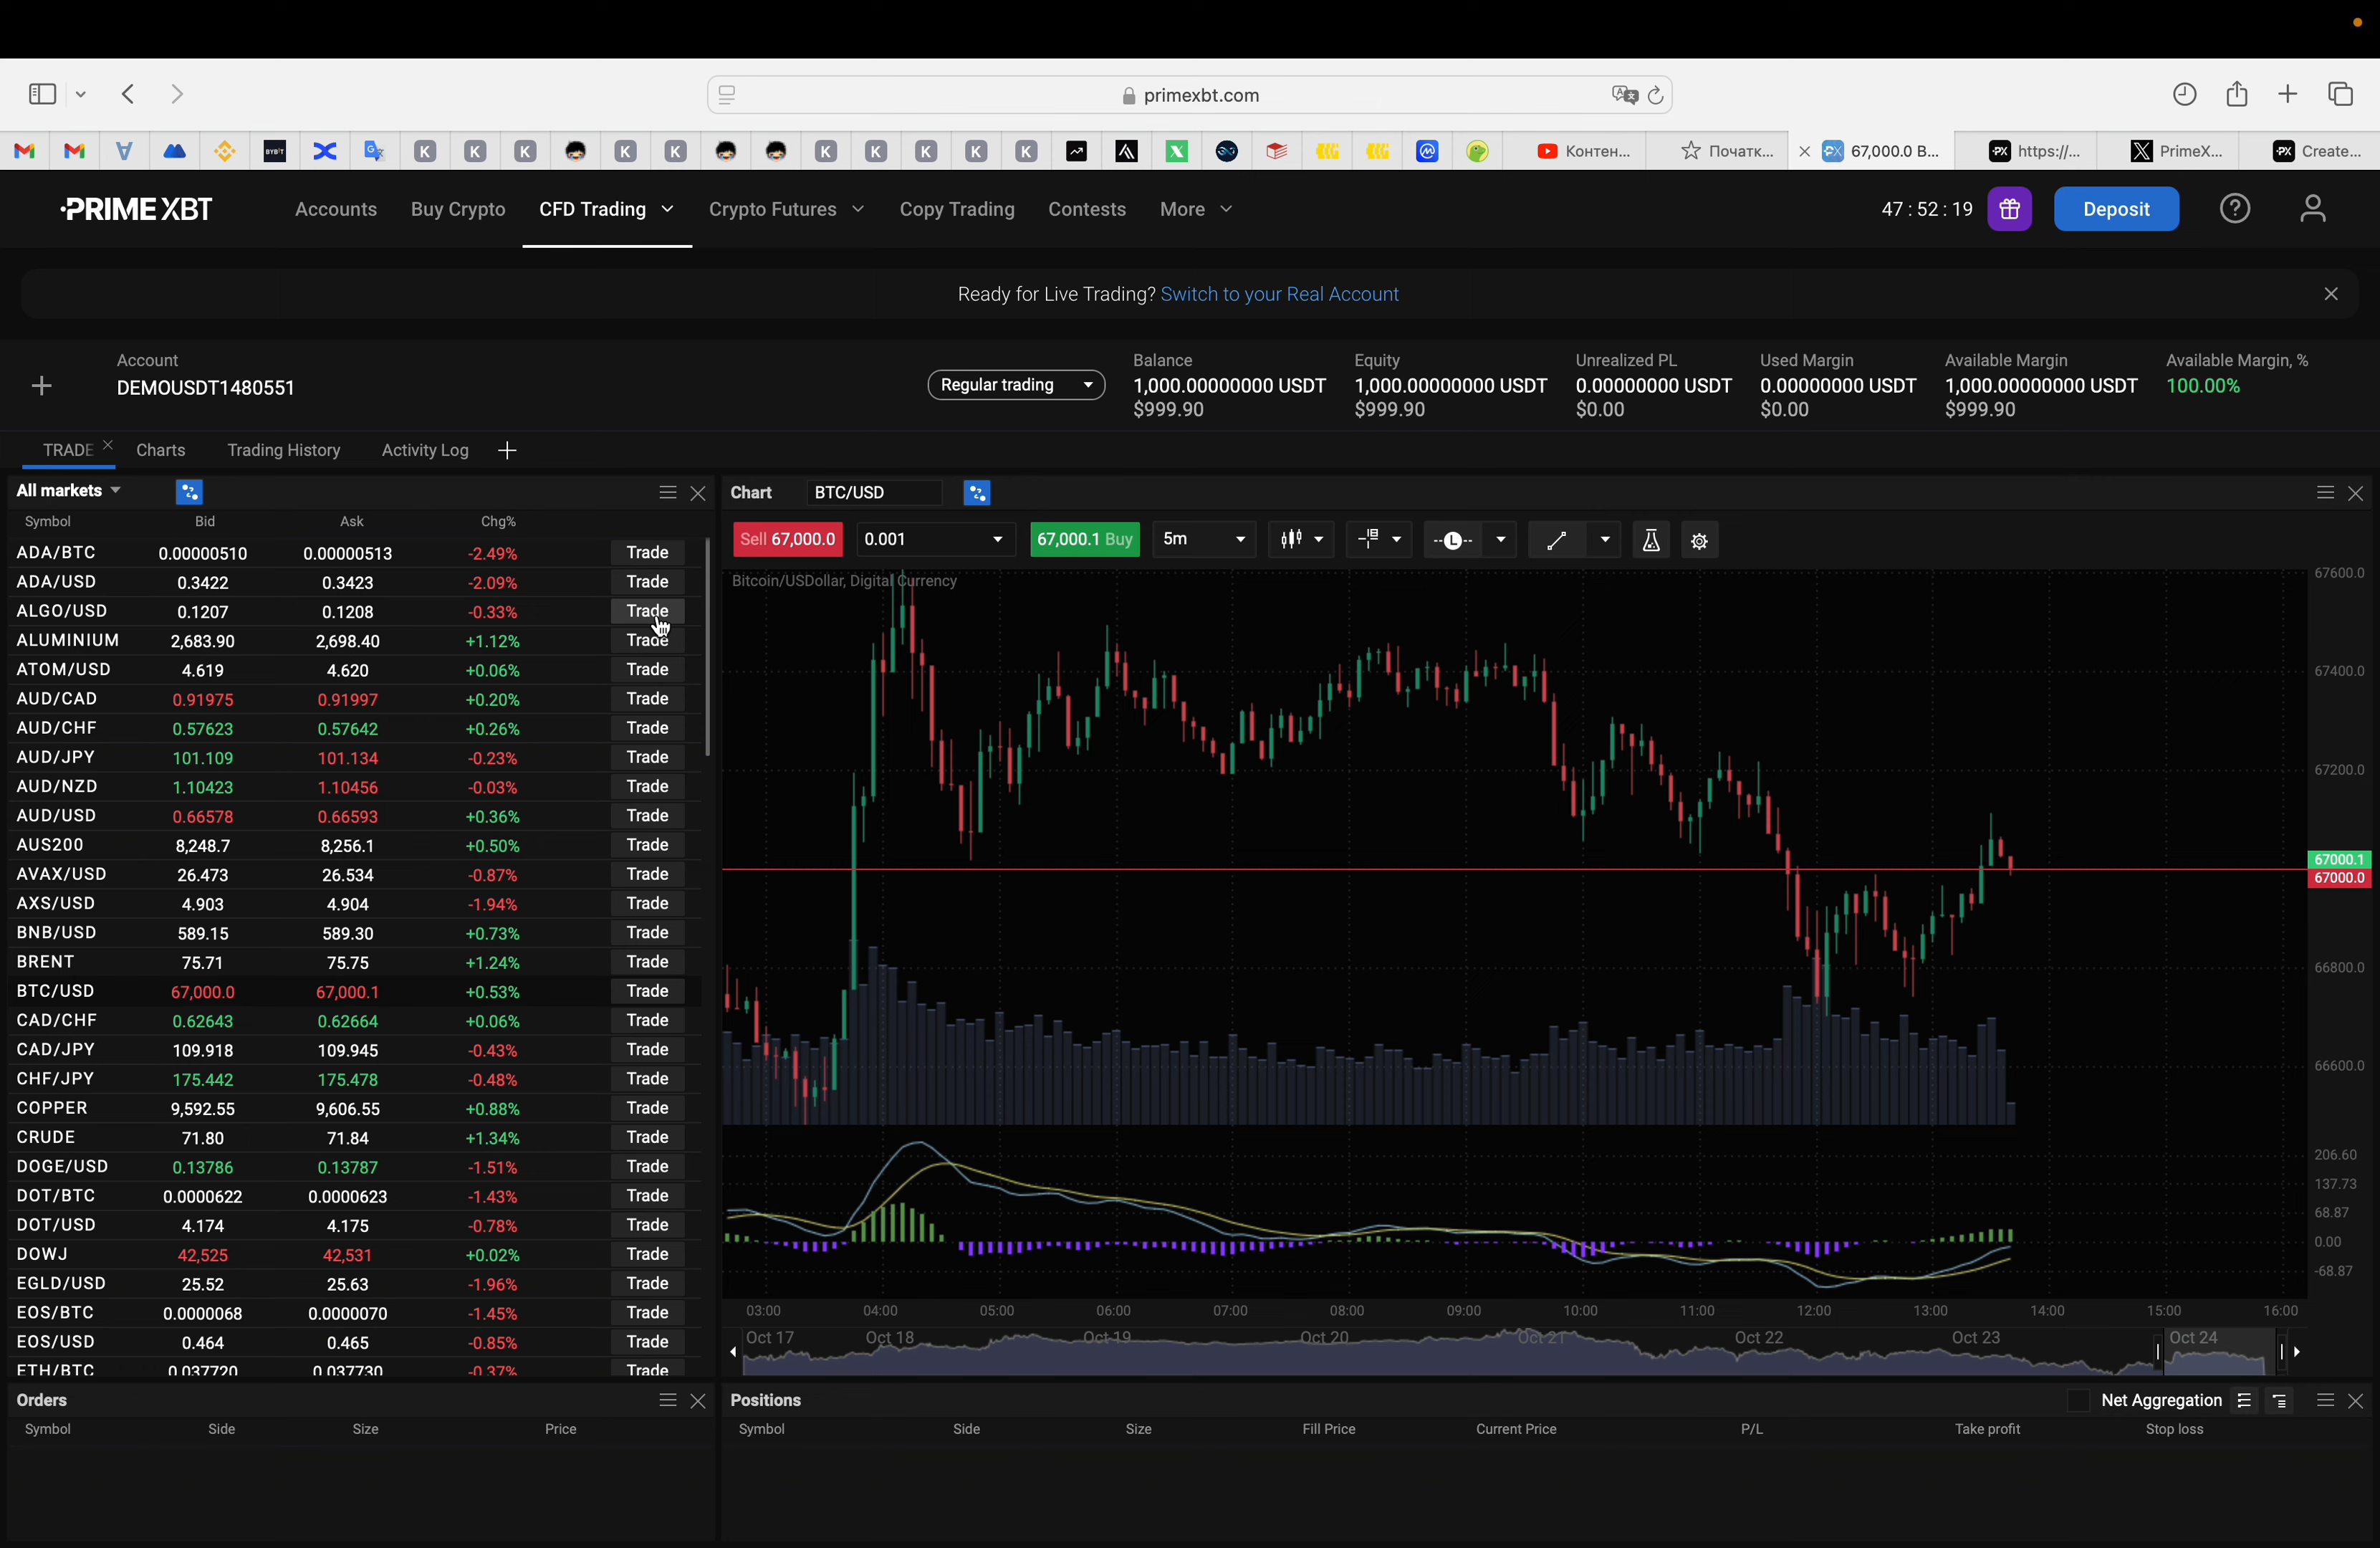 primexbt.com
BYBIT
K K K K K K K K K K
Контен...
Початк...
67,000.0 B...
https://...
PrimeX...
Create...
PRIME XBT Accounts Buy Crypto CFD Trading Crypto Futures Copy Trading Contests More 47 : 52 : 19 Deposit
Ready for Live Trading? Switch to your Real Account
Account
DEMOUSDT1480551
Regular trading
Balance Equity Unrealized PL Used Margin Available Margin Available Margin, %
1,000.00000000 USDT 1,000.00000000 USDT 0.00000000 USDT 0.00000000 USDT 1,000.00000000 USDT 100.00%
$999.90 $999.90 $0.00 $0.00 $999.90
TRADE Charts Trading History Activity Log
All markets
Symbol Bid Ask Chg%
ADA/BTC 0.00000510 0.00000513 -2.49% Trade
ADA/USD 0.3422 0.3423 -2.09% Trade
ALGO/USD 0.1207 0.1208 -0.33% Trade
ALUMINIUM 2,683.90 2,698.40 +1.12% Trade
ATOM/USD 4.619 4.620 +0.06% Trade
AUD/CAD 0.91975 0.91997 +0.20% Trade
AUD/CHF 0.57623 0.57642 +0.26% Trade
AUD/JPY 101.109 101.134 -0.23% Trade
AUD/NZD 1.10423 1.10456 -0.03% Trade
AUD/USD 0.66578 0.66593 +0.36% Trade
AUS200 8,248.7 8,256.1 +0.50% Trade
AVAX/USD 26.473 26.534 -0.87% Trade
AXS/USD 4.903 4.904 -1.94% Trade
BNB/USD 589.15 589.30 +0.73% Trade
BRENT 75.71 75.75 +1.24% Trade
BTC/USD 67,000.0 67,000.1 +0.53% Trade
CAD/CHF 0.62643 0.62664 +0.06% Trade
CAD/JPY 109.918 109.945 -0.43% Trade
CHF/JPY 175.442 175.478 -0.48% Trade
COPPER 9,592.55 9,606.55 +0.88% Trade
CRUDE 71.80 71.84 +1.34% Trade
DOGE/USD 0.13786 0.13787 -1.51% Trade
DOT/BTC 0.0000622 0.0000623 -1.43% Trade
DOT/USD 4.174 4.175 -0.78% Trade
DOWJ 42,525 42,531 +0.02% Trade
EGLD/USD 25.52 25.63 -1.96% Trade
EOS/BTC 0.0000068 0.0000070 -1.45% Trade
EOS/USD 0.464 0.465 -0.85% Trade
ETH/BTC 0.037720 0.037730 -0.37% Trade
Chart BTC/USD
Sell 67,000.0 0.001 67,000.1 Buy 5m L
Bitcoin/USDollar, Digital Currency
67600.0
67400.0
67200.0
67000.1
67000.0
66800.0
66600.0
206.60
137.73
68.87
0.00
-68.87
03:00 04:00 05:00 06:00 07:00 08:00 09:00 10:00 11:00 12:00 13:00 14:00 15:00 16:00
Oct 17 Oct 18 Oct 19 Oct 20 Oct 21 Oct 22 Oct 23 Oct 24
Orders
Symbol Side Size Price
Positions Net Aggregation
Symbol Side Size Fill Price Current Price P/L Take profit Stop loss